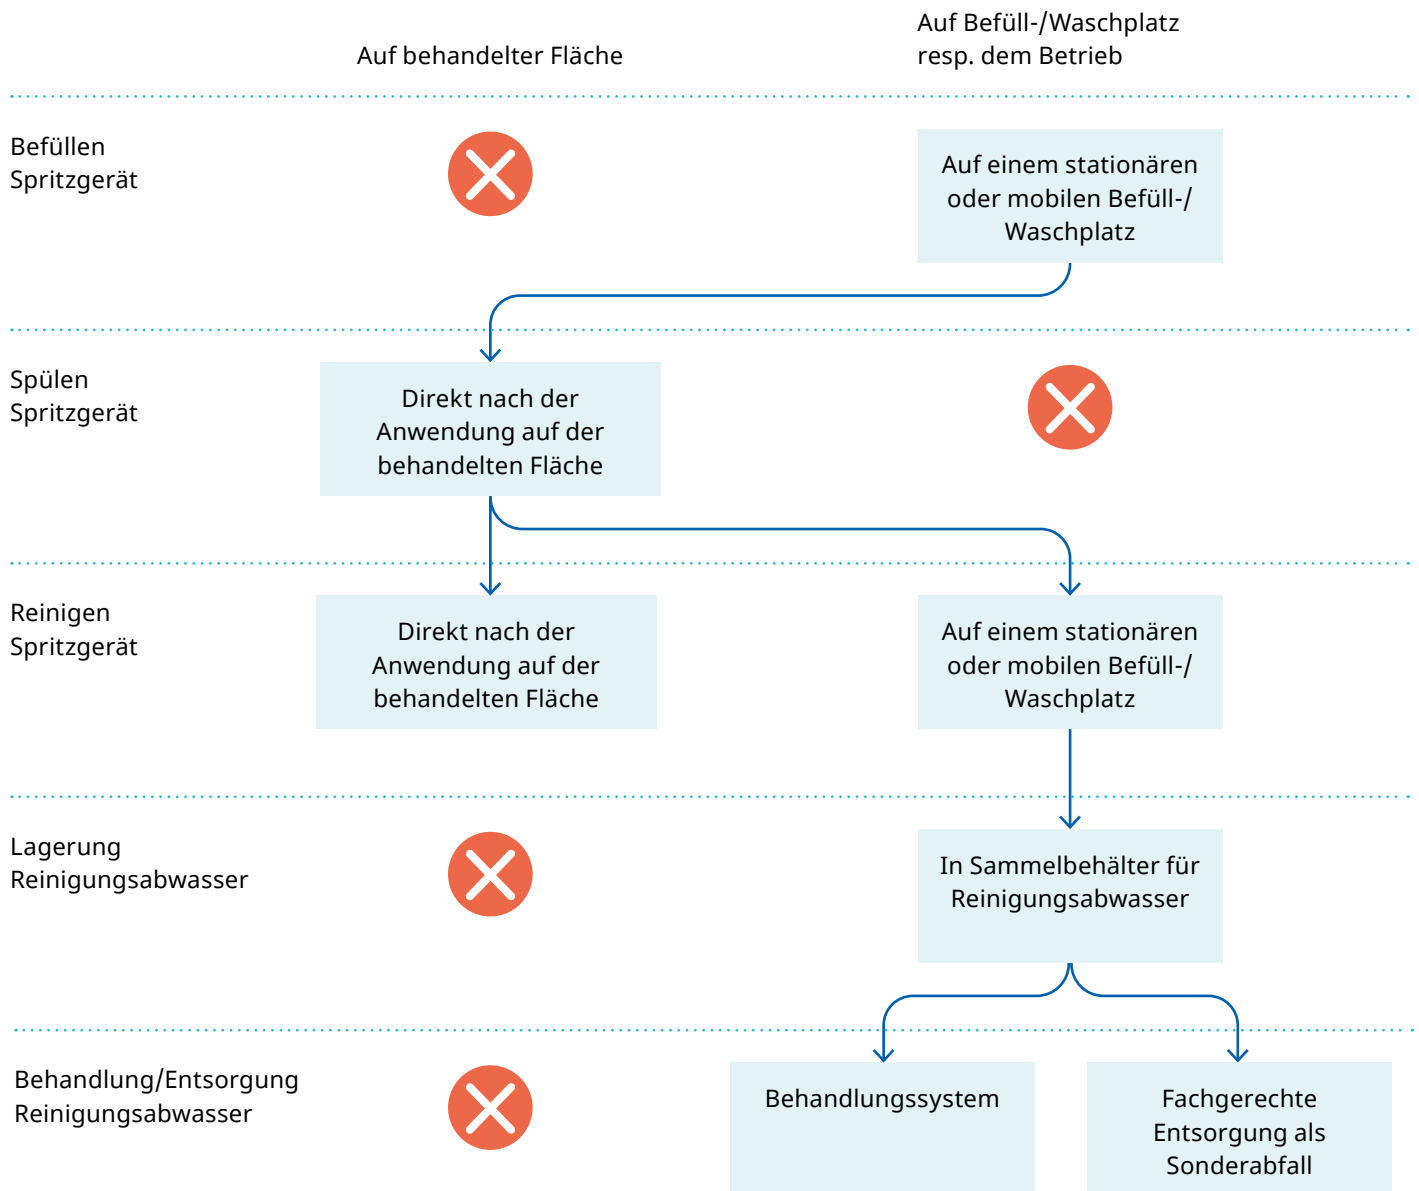 Auf behandelter Fläche
Auf Befüll-/Waschplatz
resp. dem Betrieb
Befüllen
Spritzgerät
Auf einem stationären
oder mobilen Befüll-/
Waschplatz
Spülen
Spritzgerät
Direkt nach der
Anwendung auf der
behandelten Fläche
Reinigen
Spritzgerät
Direkt nach der
Anwendung auf der
behandelten Fläche
Auf einem stationären
oder mobilen Befüll-/
Waschplatz
Lagerung
Reinigungsabwasser
In Sammelbehälter für
Reinigungsabwasser
Behandlung/Entsorgung
Reinigungsabwasser
Behandlungssystem
Fachgerechte
Entsorgung als
Sonderabfall